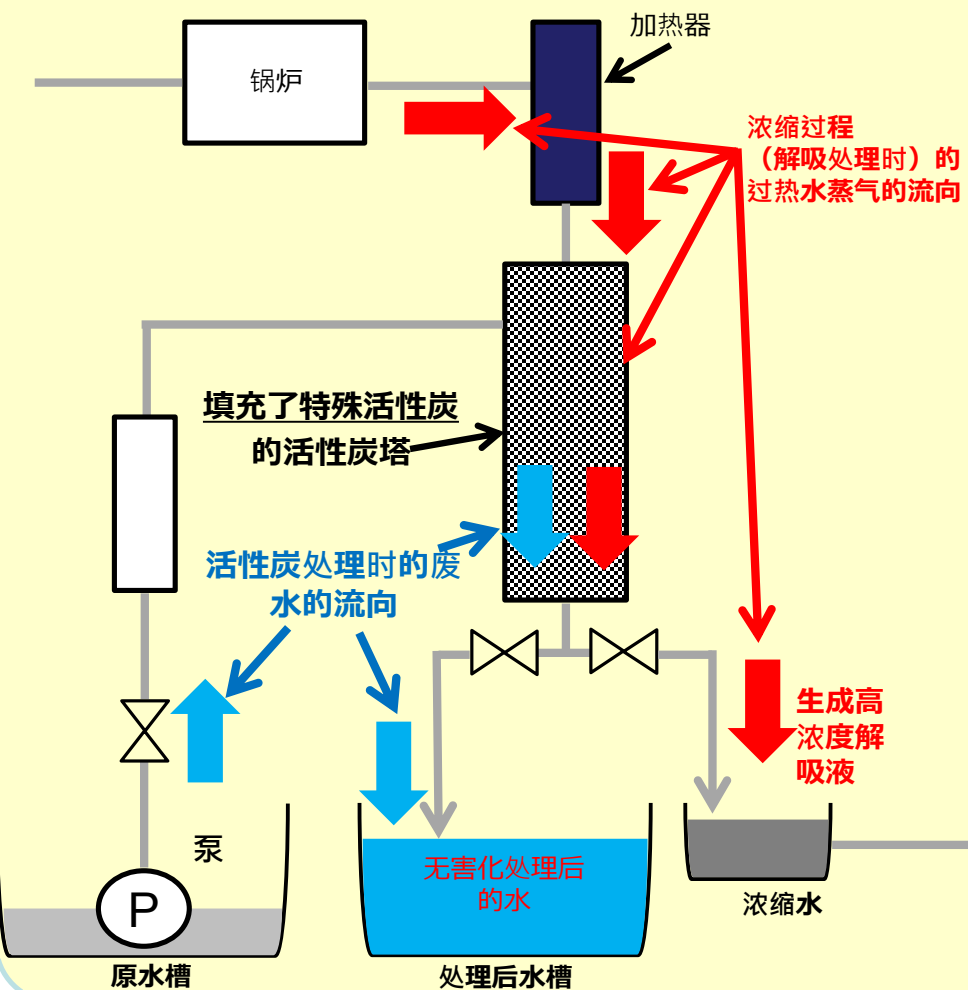 加热器
锅炉
浓缩过程
（解吸处理时）的
过热水蒸气的流向
填充了特殊活性炭
的活性炭塔
活性炭处理时的废
水的流向
生成高
浓度解
吸液
泵
P
无害化处理后
的水
浓缩水
原水槽
处理后水槽